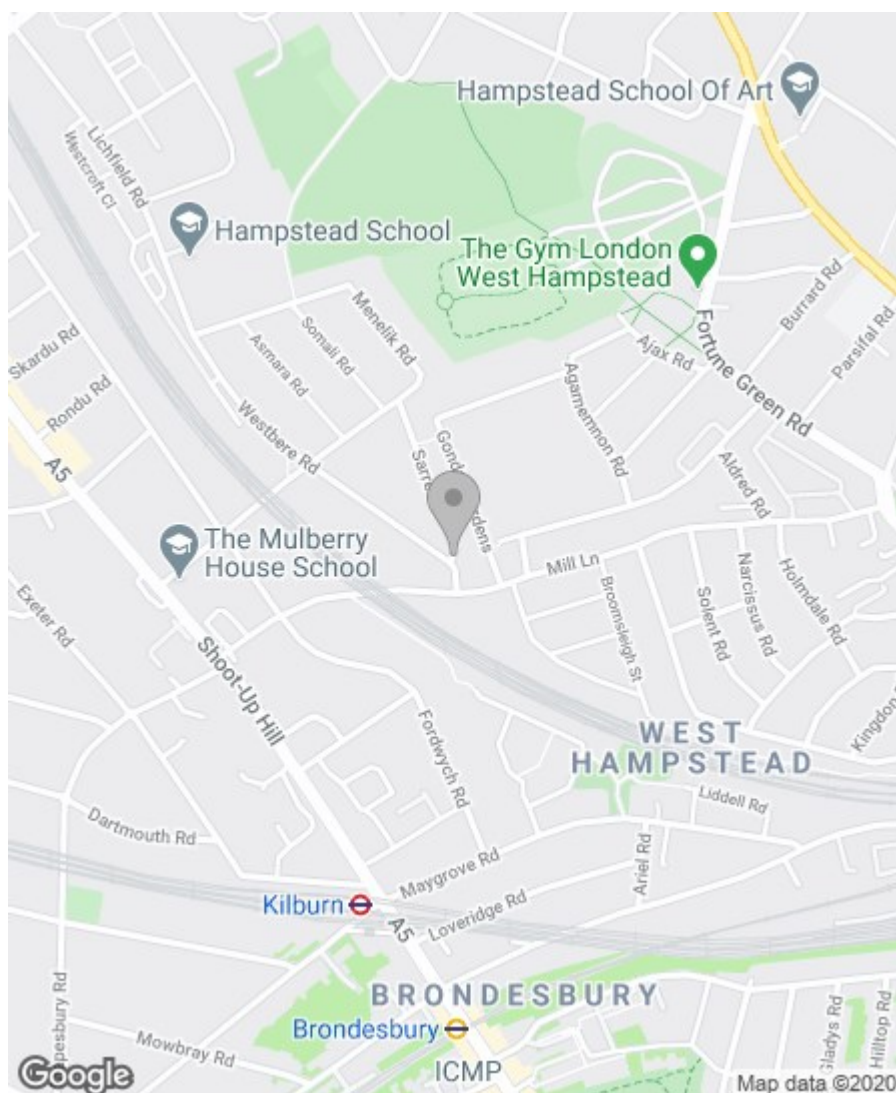 Hampstead School Of Art
Lichfield Rd
Westcroft Cl
Hampstead School
The Gym London
West Hampstead
Burrard Rd
Parsifal Rd
Menelik Rd
Somali Rd
Asmara Rd
Skardu Rd
Rondu Rd
Ajax Rd
Fortune Green Rd
Agamemnon Rd
Westbere Rd
A5
Aldred Rd
The Mulberry
House School
Mill Ln
Broomsleigh St
Solent Rd
Narcissus Rd
Holmdale Rd
Exeter Rd
Shoot-Up Hill
Fordwych Rd
WEST
HAMPSTEAD
Kingdon
Liddell Rd
Dartmouth Rd
Maygrove Rd
Ariel Rd
Kilburn
A5
Loveridge Rd
BRONDESBURY
Brondesbury
ICMP
Mowbray Rd
pesbury Rd
Gladys Rd
Hilltop Rd
Google
Map data ©2020